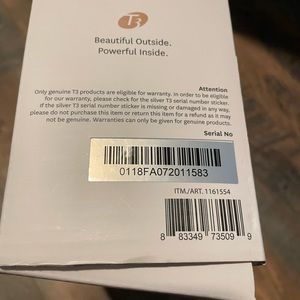 T3
Beautiful Outside.
Powerful Inside.
Attention
Only genuine T3 products are eligible for warranty. In order to be eligible
for our warranty, please check for the silver T3 serial number sticker.
If the silver T3 serial number sticker is missing or damaged in any way,
please do not purchase this item or return this item for a refund as it may
not be genuine. Warranties can only be given for genuine products.
Serial No
0118FA072011583
ITM./ART. 1161554
8 83349 73509 9